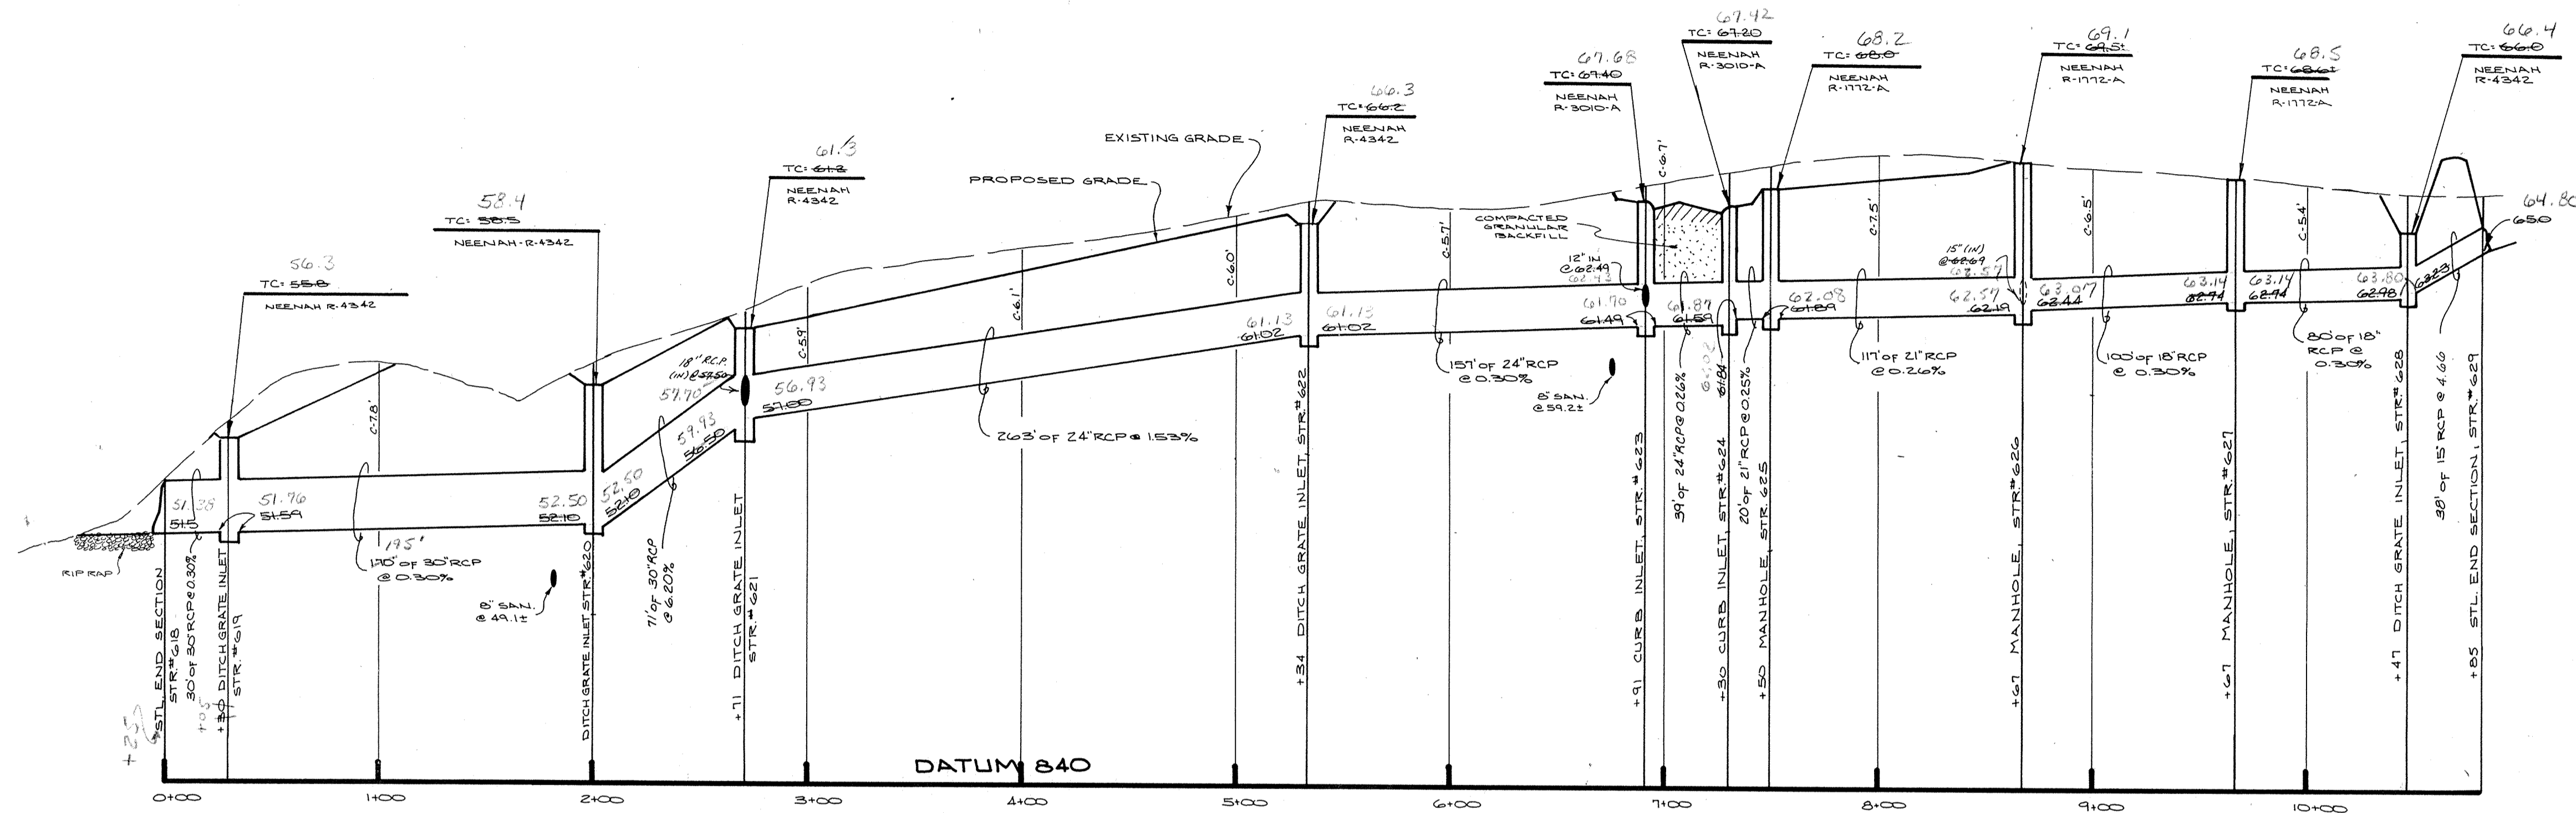 56.3
TC= 55.8
NEENAH R-4342
58.4
TC= 58.5
NEENAH-R-4342
61.3
TC= 61.2
NEENAH
R-4342
PROPOSED GRADE
EXISTING GRADE
66.3
TC= 66.2
NEENAH
R-4342
67.68
TC= 67.40
NEENAH
R-3010-A
67.42
TC= 67.20
NEENAH
R-3010-A
68.2
TC= 68.0
NEENAH
R-1772-A
69.1
TC= 69.5±
NEENAH
R-1772-A
68.5
TC= 68.6±
NEENAH
R-1772-A
66.4
TC= 66.0
NEENAH
R-4342
64.80
65.0
C-7.8'
C-5.9'
C-6.1'
C-6.0'
C-5.7'
C-6.7'
C-7.5'
C-6.5'
C-5.4'
COMPACTED
GRANULAR
BACKFILL
RIP RAP
51.38
51.5
51.76
51.59
195'
170' OF 30" RCP
@ 0.30%
52.50
52.10
52.50
52.10
8" SAN.
@ 49.1±
71' OF 30" RCP
@ 6.20%
18" R.C.P.
(IN) @ 57.50
57.70
59.93
56.50
56.93
57.00
263' OF 24" RCP @ 1.53%
61.13
61.02
61.13
61.02
157' OF 24" RCP
@ 0.30%
8" SAN.
@ 59.2±
12" IN
@ 62.49
62.43
61.70
61.49
61.87
61.59
39' OF 24" RCP @ 0.26%
61.84
20' OF 21" RCP @ 0.25%
62.08
61.89
117' OF 21" RCP
@ 0.26%
15" (IN)
@ 62.69
62.57
62.57
62.19
63.07
62.44
100' OF 18" RCP
@ 0.30%
63.14
62.74
63.14
62.74
80' OF 18"
RCP @
0.30%
63.80
62.98
63.23
38' OF 15" RCP @ 4.66
STL. END SECTION
STR.#618
30' OF 30" RCP @ 0.30%
+30 DITCH GRATE INLET
STR.#619
+25
+05
DITCH GRATE INLET STR.#620
+71 DITCH GRATE INLET
STR.#621
+34 DITCH GRATE INLET, STR.#622
+91 CURB INLET, STR.#623
+30 CURB INLET, STR.#624
+50 MANHOLE, STR. 625
+67 MANHOLE, STR.#626
+67 MANHOLE, STR.#627
+47 DITCH GRATE INLET, STR.#628
+85 STL. END SECTION, STR.#629
DATUM 840
0+00 1+00 2+00 3+00 4+00 5+00 6+00 7+00 8+00 9+00 10+00